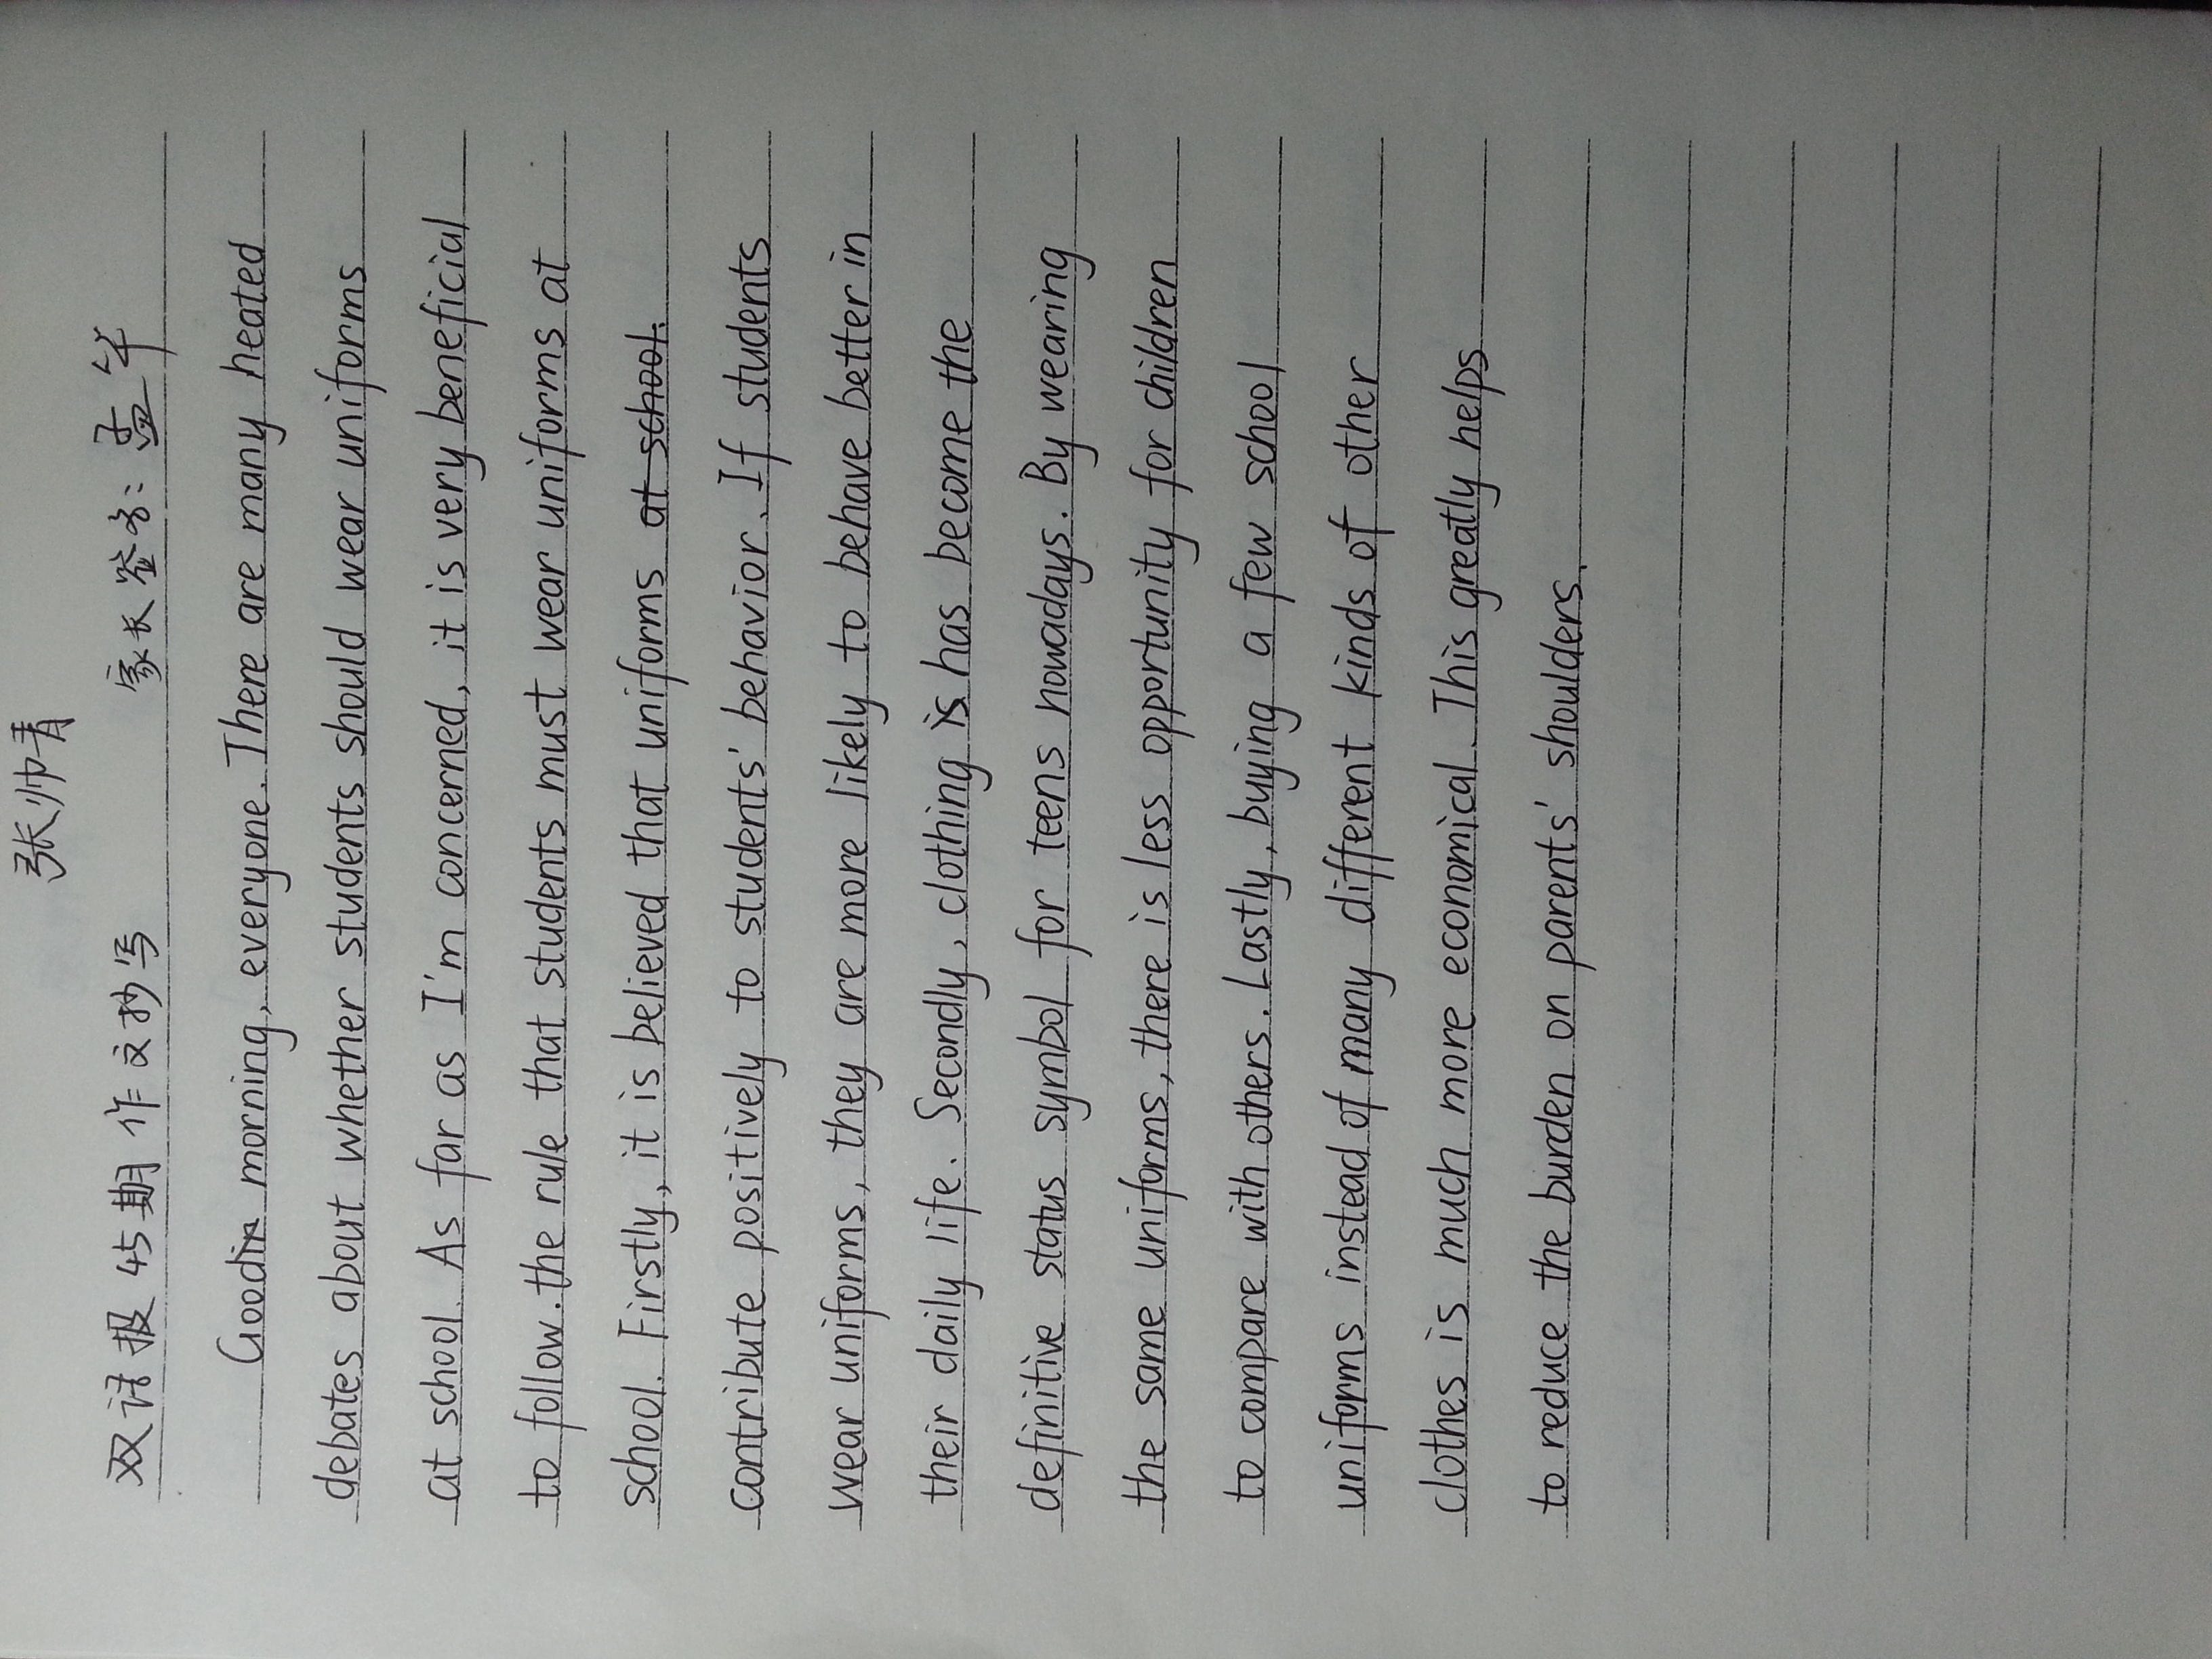 张帅青
双语报45期作文抄写 家长签名:孟华
Good morning, everyone. There are many heated
debates about whether students should wear uniforms
at school. As far as I'm concerned, it is very beneficial
to follow.the rule that students must wear uniforms at
school. Firstly, it is believed that uniforms at school.
contribute positively to students' behavior. If students
wear uniforms, they are more likely to behave better in
their daily life. Secondly, clothing is has become the
definitive status symbol for teens nowadays. By wearing
the same uniforms, there is less opportunity for children
to compare with others. Lastly, buying a few school
uniforms instead of many different kinds of other
clothes is much more economical. This greatly helps
to reduce the burden on parents' shoulders.